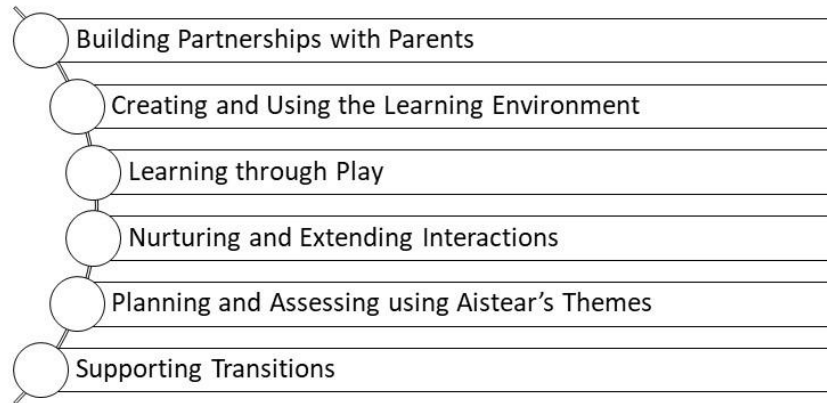 Building Partnerships with Parents
Creating and Using the Learning Environment
Learning through Play
Nurturing and Extending Interactions
Planning and Assessing using Aistear’s Themes
Supporting Transitions